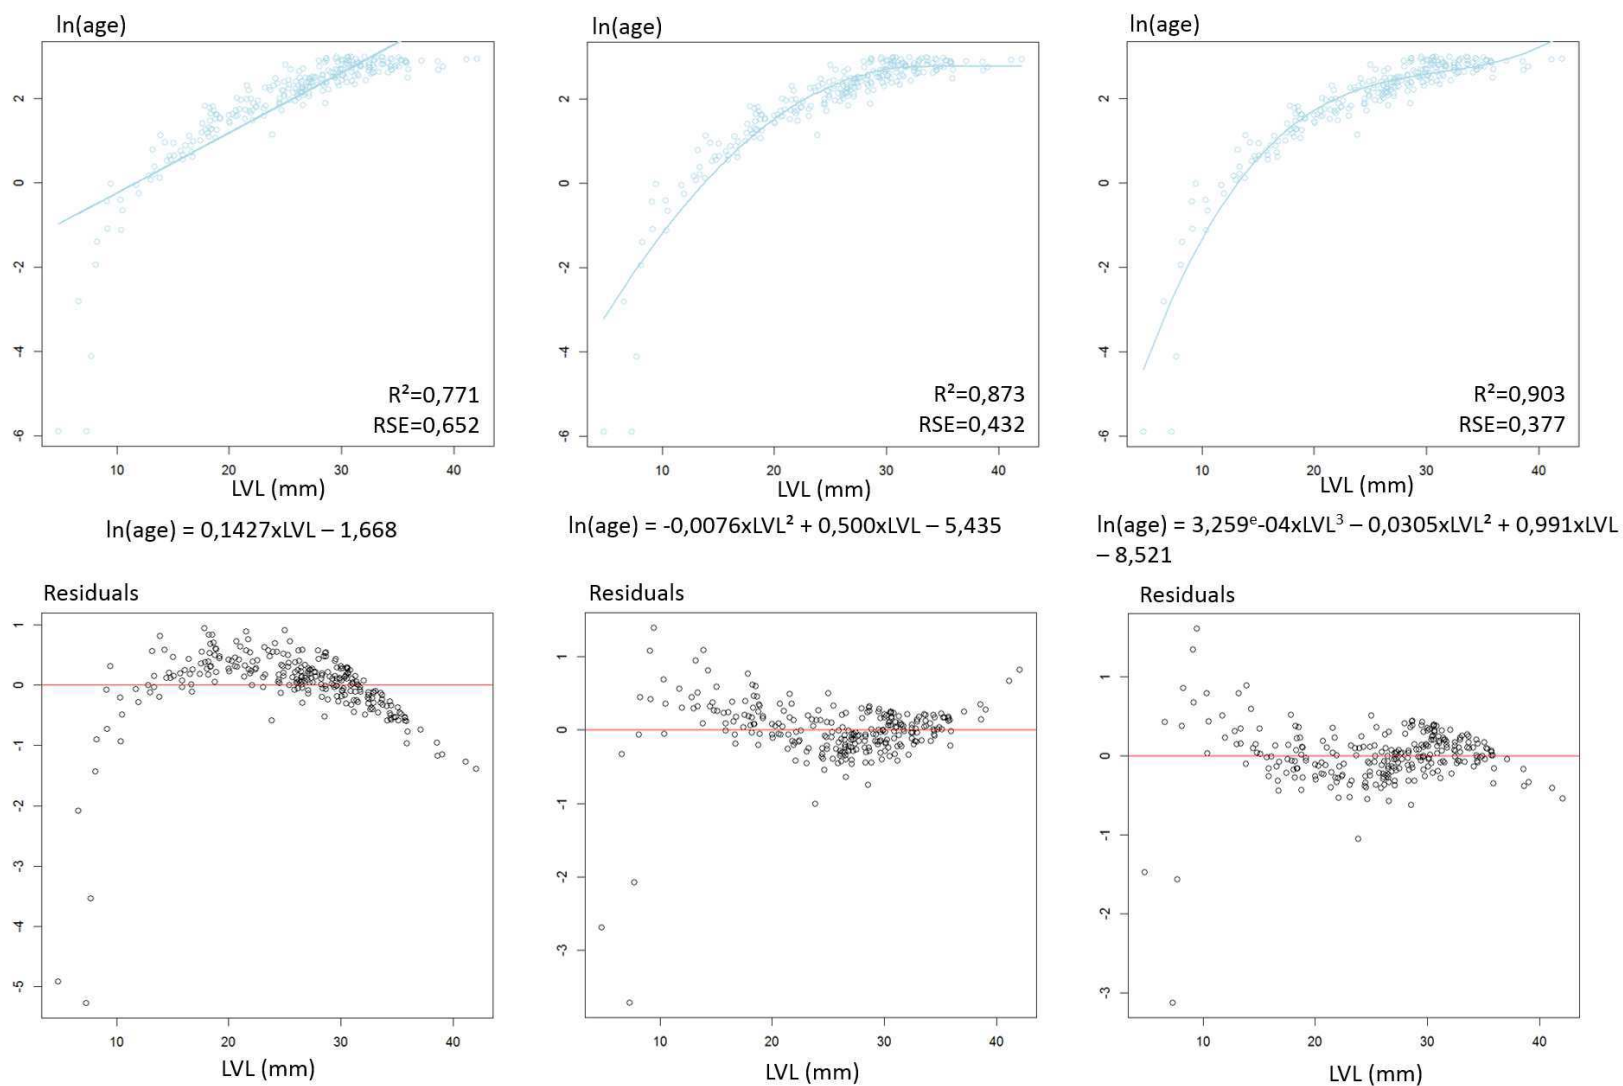 ln(age)
2
0
-2
-4
-6
R²=0,771
RSE=0,652
10 20 30 40
LVL (mm)
ln(age) = 0,1427xLVL – 1,668
ln(age)
2
0
-2
-4
-6
R²=0,873
RSE=0,432
10 20 30 40
LVL (mm)
ln(age) = -0,0076xLVL² + 0,500xLVL – 5,435
ln(age)
2
0
-2
-4
-6
R²=0,903
RSE=0,377
10 20 30 40
LVL (mm)
ln(age) = 3,259ᵉ-04xLVL³ – 0,0305xLVL² + 0,991xLVL
– 8,521
Residuals
1
0
-1
-2
-3
-4
-5
10 20 30 40
LVL (mm)
Residuals
1
0
-1
-2
-3
10 20 30 40
LVL (mm)
Residuals
1
0
-1
-2
-3
10 20 30 40
LVL (mm)